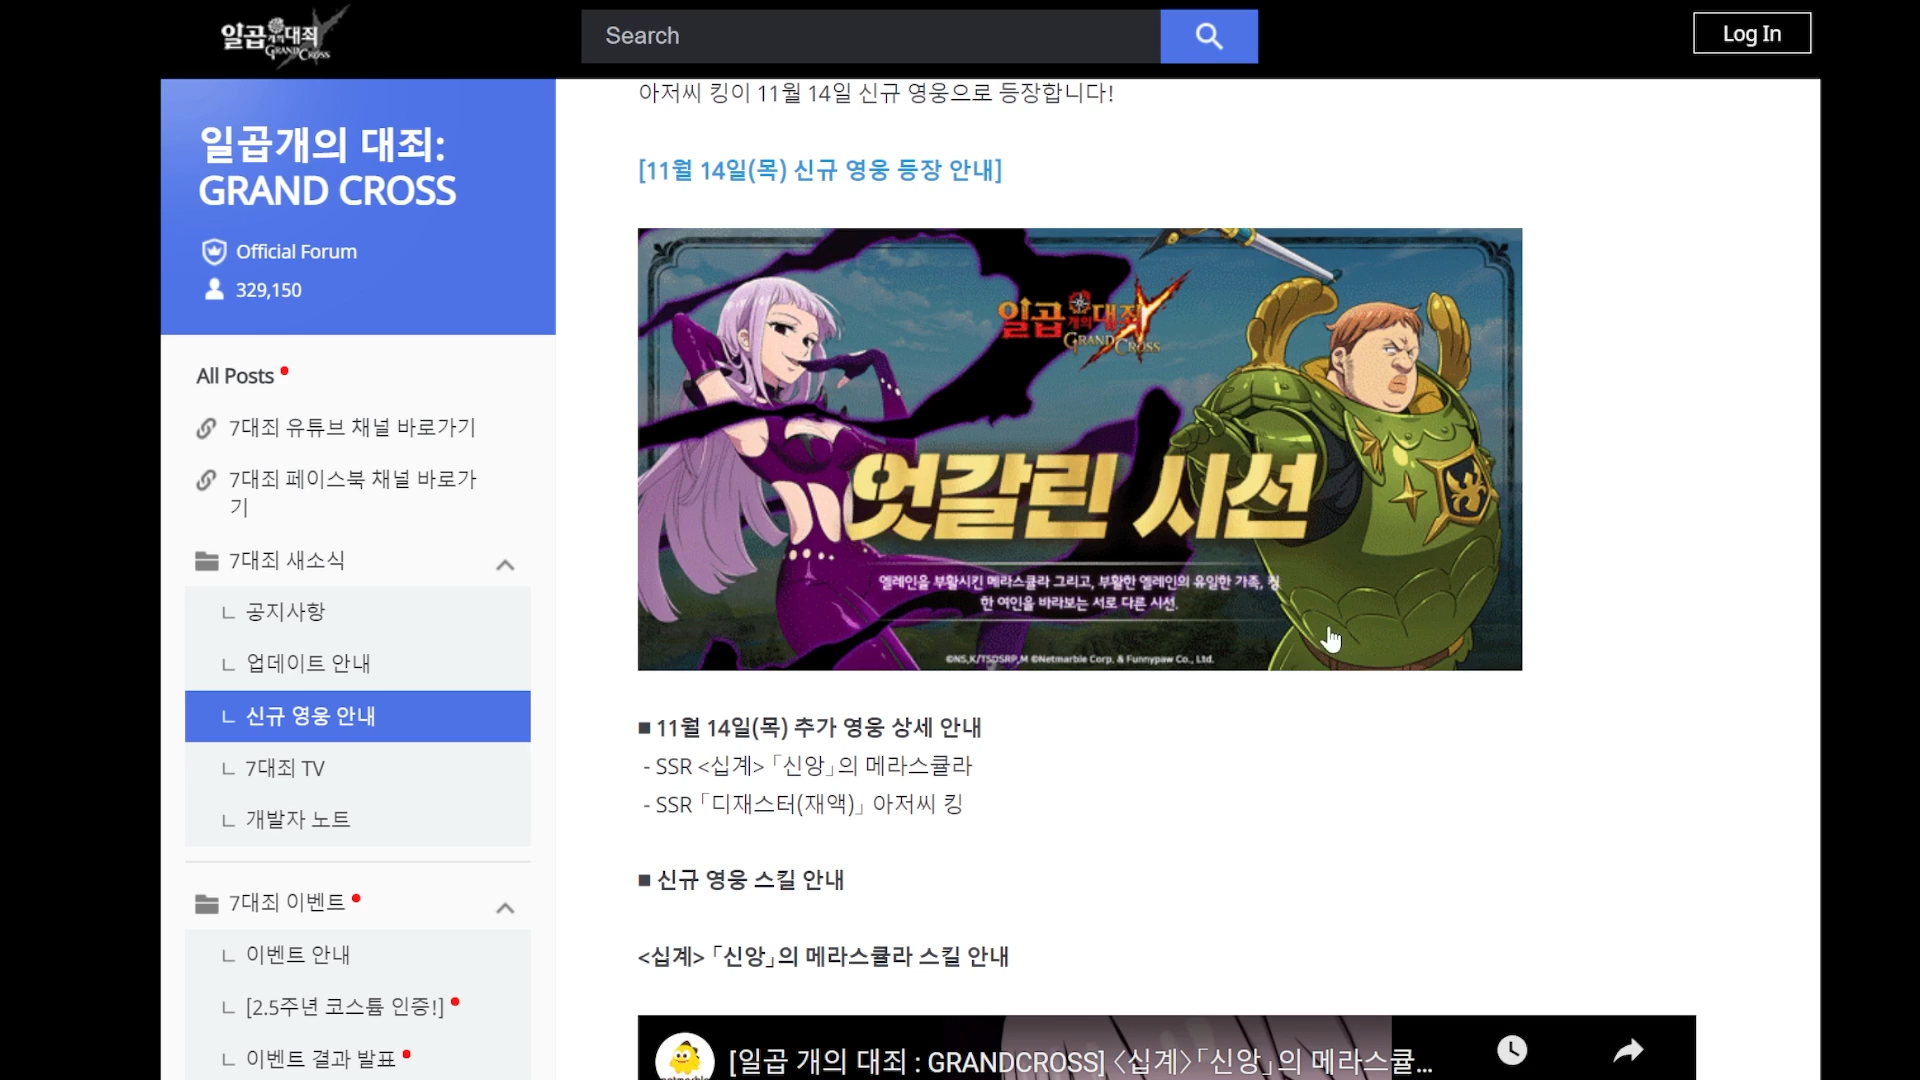 일곱개의대죄
GRAND CROSS
Search
Log In
일곱개의 대죄:
GRAND CROSS
Official Forum
329,150
All Posts
7대죄 유튜브 채널 바로가기
7대죄 페이스북 채널 바로가
기
7대죄 새소식
ㄴ 공지사항
ㄴ 업데이트 안내
ㄴ 신규 영웅 안내
ㄴ 7대죄 TV
ㄴ 개발자 노트
7대죄 이벤트
ㄴ 이벤트 안내
ㄴ [2.5주년 코스튬 인증!]
ㄴ 이벤트 결과 발표
아저씨 킹이 11월 14일 신규 영웅으로 등장합니다!
[11월 14일(목) 신규 영웅 등장 안내]
일곱개의대죄
GRAND CROSS
엇갈린 시선
엘레인을 부활시킨 메라스큘라 그리고, 부활한 엘레인의 유일한 가족, 킹
한 여인을 바라보는 서로 다른 시선.
©NS,K/TSDSRP,M ©Netmarble Corp. & Funnypaw Co., Ltd.
■ 11월 14일(목) 추가 영웅 상세 안내
- SSR <십계> 「신앙」의 메라스큘라
- SSR 「디재스터(재액)」 아저씨 킹
■ 신규 영웅 스킬 안내
<십계> 「신앙」의 메라스큘라 스킬 안내
[일곱 개의 대죄 : GRANDCROSS] <십계> 「신앙」의 메라스큘...